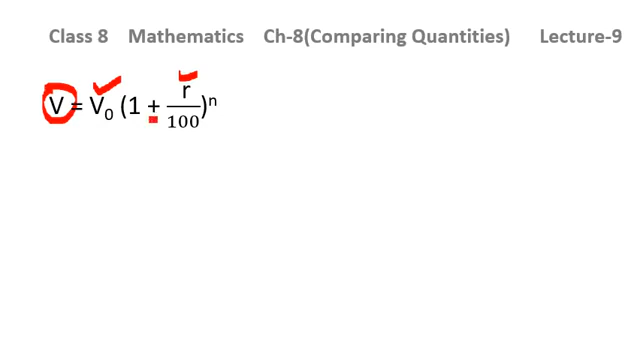 Class 8 Mathematics Ch-8(Comparing Quantities) Lecture-9
V = V₀ (1 + r/100)ⁿ